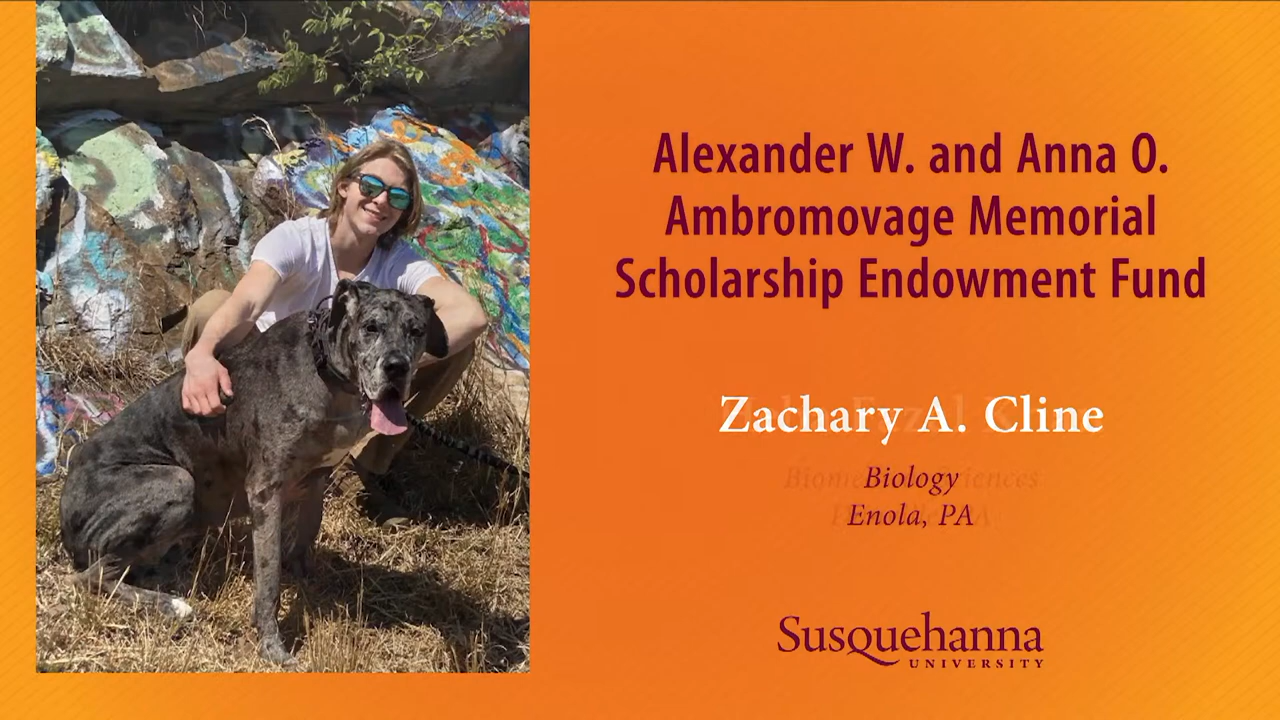 Alexander W. and Anna O.
Ambromovage Memorial
Scholarship Endowment Fund
Zachary A. Cline
Biology
Enola, PA
Susquehanna
UNIVERSITY